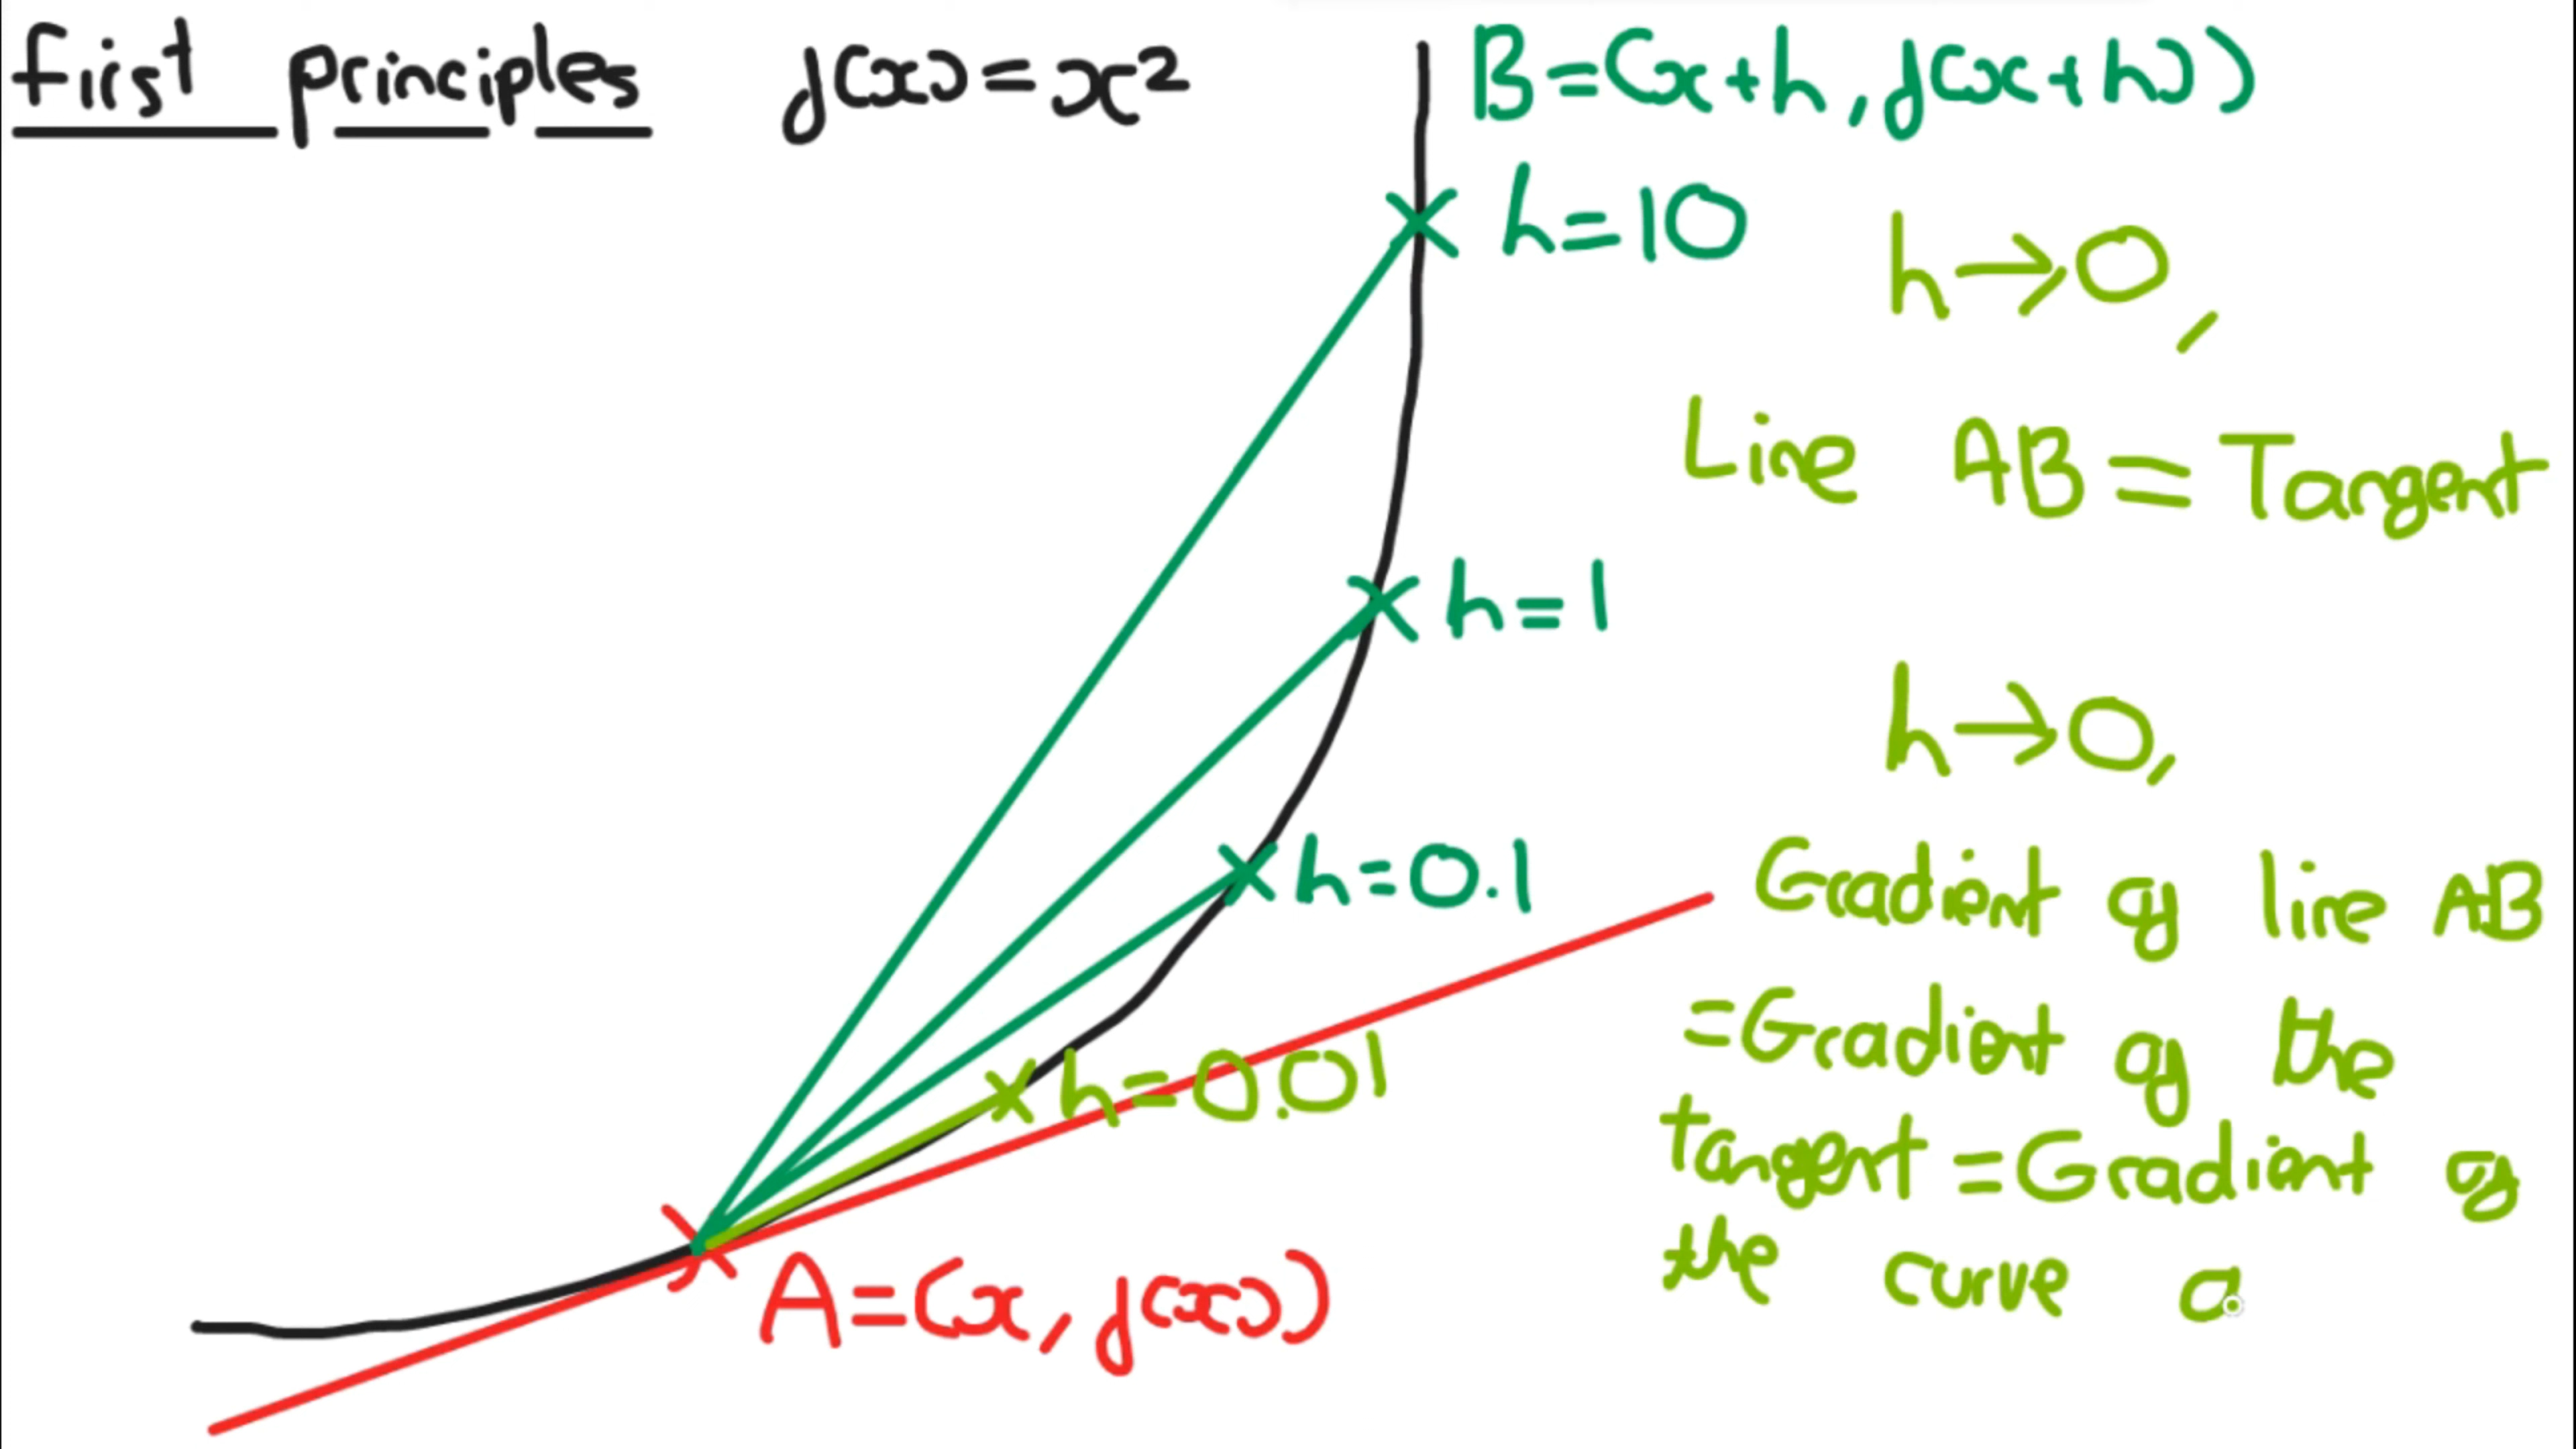 first principles f(x)=x²
B=(x+h, f(x+h))
h=10
h→0,
Line AB=Tangent
h=1
h→0,
h=0.1
Gradient of line AB
=Gradient of the
tangent=Gradient of
the curve a
h=0.01
A=(x, f(x))